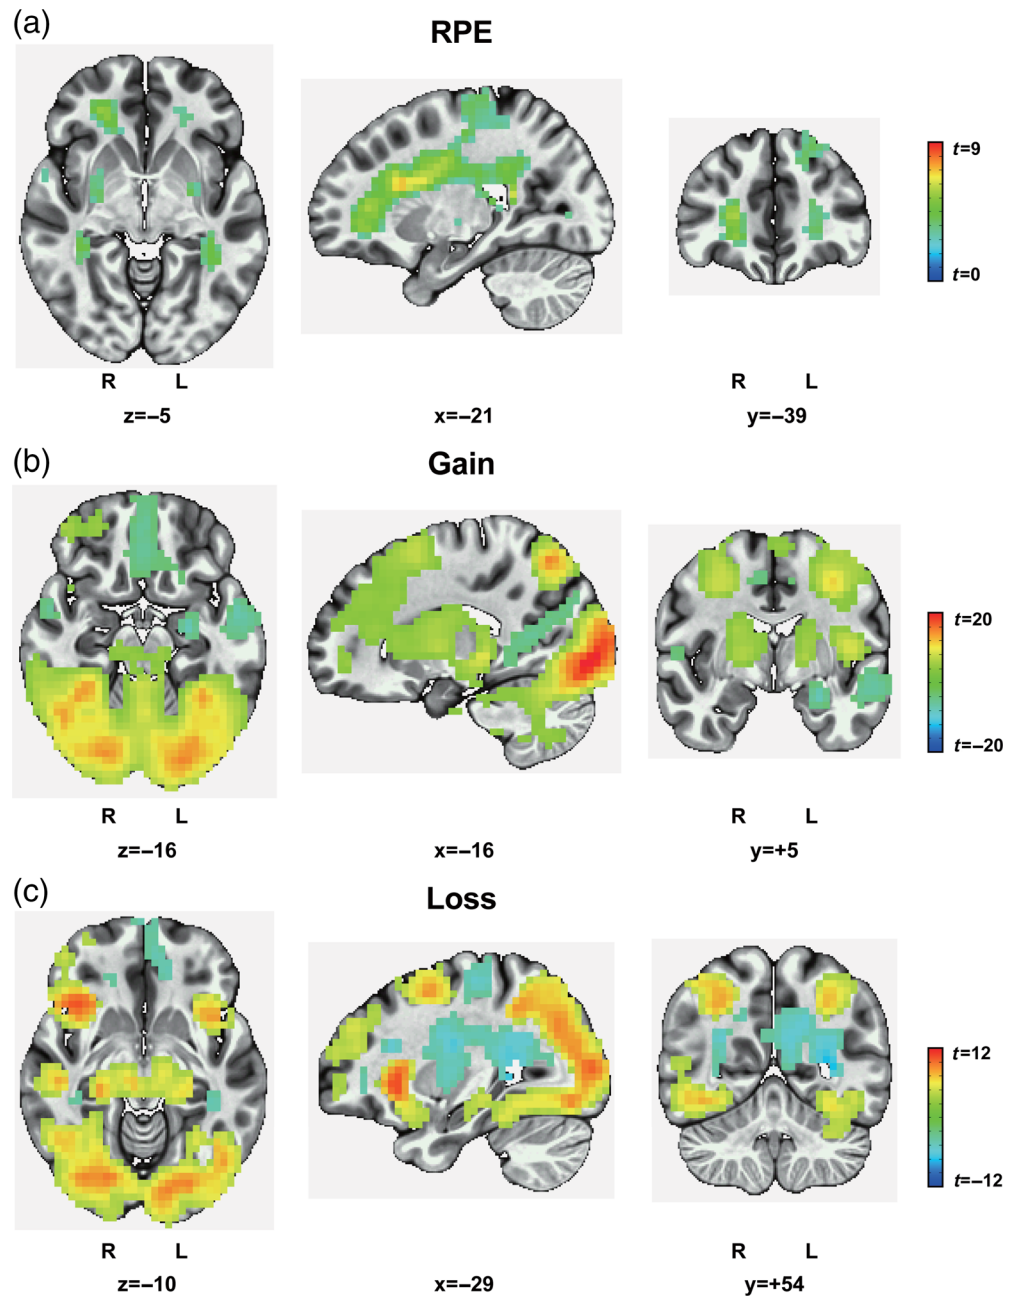 (a)
RPE
t=9
t=0
R L
R L
z=–5
x=–21
y=–39
(b)
Gain
t=20
t=–20
R L
R L
z=–16
x=–16
y=+5
(c)
Loss
t=12
t=–12
R L
R L
z=–10
x=–29
y=+54